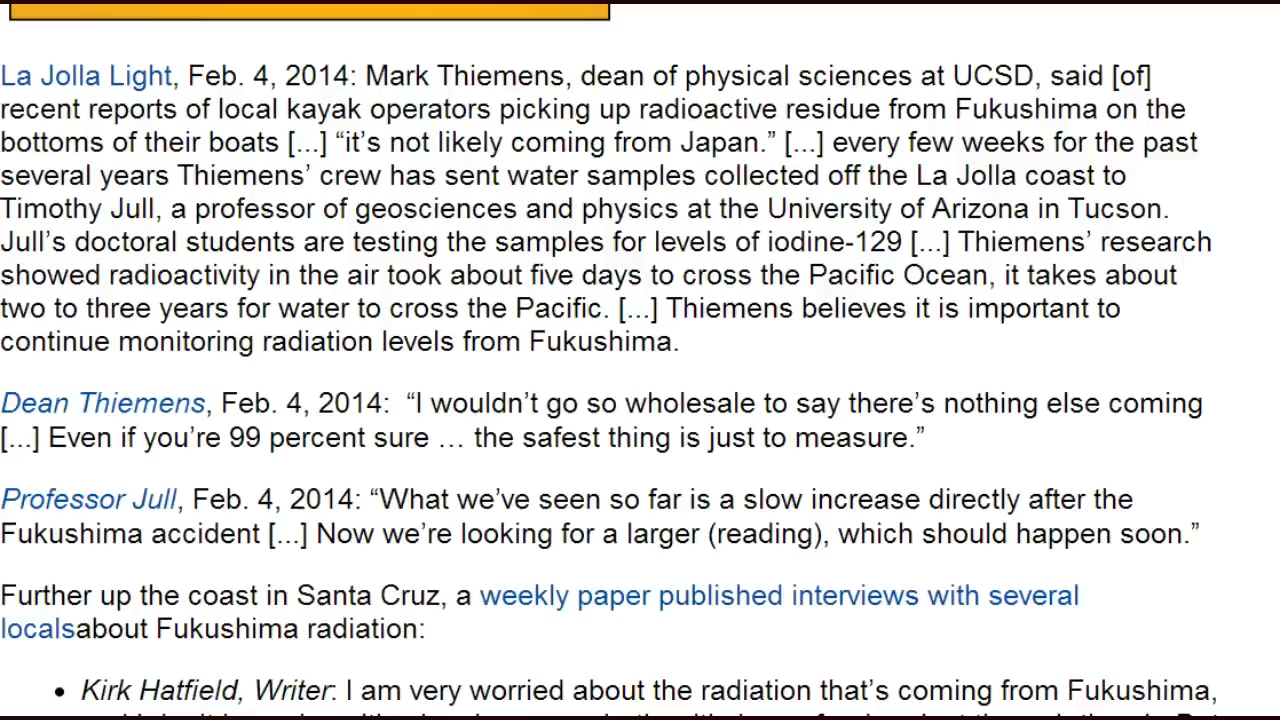 La Jolla Light, Feb. 4, 2014: Mark Thiemens, dean of physical sciences at UCSD, said [of]
recent reports of local kayak operators picking up radioactive residue from Fukushima on the
bottoms of their boats [...] “it’s not likely coming from Japan.” [...] every few weeks for the past
several years Thiemens’ crew has sent water samples collected off the La Jolla coast to
Timothy Jull, a professor of geosciences and physics at the University of Arizona in Tucson.
Jull’s doctoral students are testing the samples for levels of iodine-129 [...] Thiemens’ research
showed radioactivity in the air took about five days to cross the Pacific Ocean, it takes about
two to three years for water to cross the Pacific. [...] Thiemens believes it is important to
continue monitoring radiation levels from Fukushima.
Dean Thiemens, Feb. 4, 2014: “I wouldn’t go so wholesale to say there’s nothing else coming
[...] Even if you’re 99 percent sure … the safest thing is just to measure.”
Professor Jull, Feb. 4, 2014: “What we’ve seen so far is a slow increase directly after the
Fukushima accident [...] Now we’re looking for a larger (reading), which should happen soon.”
Further up the coast in Santa Cruz, a weekly paper published interviews with several
localsabout Fukushima radiation:
• Kirk Hatfield, Writer: I am very worried about the radiation that’s coming from Fukushima,